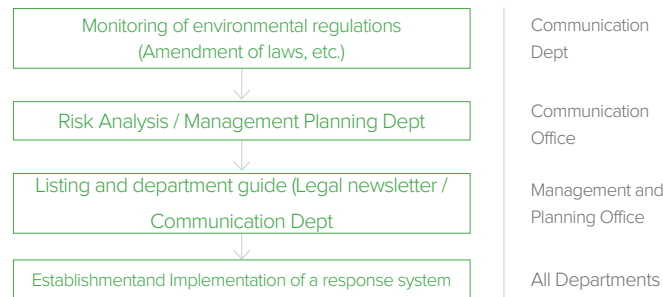 Monitoring of environmental regulations
(Amendment of laws, etc.)
Communication
Dept
Risk Analysis / Management Planning Dept
Communication
Office
Listing and department guide (Legal newsletter /
Communication Dept
Management and
Planning Office
Establishmentand Implementation of a response system
All Departments